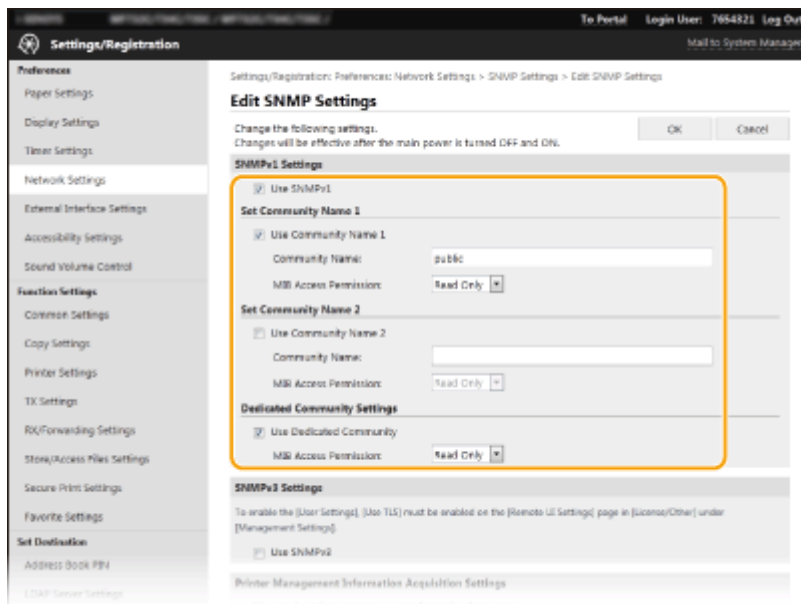 To Portal Login User: 7654321 Log Out
Settings/Registration
Mail to System Manager
Preferences
Paper Settings
Display Settings
Timer Settings
Network Settings
External Interface Settings
Accessibility Settings
Sound Volume Control
Function Settings
Common Settings
Copy Settings
Printer Settings
TX Settings
RX/Forwarding Settings
Store/Access Files Settings
Secure Print Settings
Favorite Settings
Set Destination
Address Book PIN
LDAP Server Settings
Settings/Registration: Preferences: Network Settings > SNMP Settings > Edit SNMP Settings
Edit SNMP Settings
Change the following settings.
Changes will be effective after the main power is turned OFF and ON.
OK Cancel
SNMPv1 Settings
Use SNMPv1
Set Community Name 1
Use Community Name 1
Community Name: public
MIB Access Permission: Read Only
Set Community Name 2
Use Community Name 2
Community Name:
MIB Access Permission: Read Only
Dedicated Community Settings
Use Dedicated Community
MIB Access Permission: Read Only
SNMPv3 Settings
To enable the [User Settings], [Use TLS] must be enabled on the [Remote UI Settings] page in [License/Other] under
[Management Settings].
Use SNMPv3
Printer Management Information Acquisition Settings